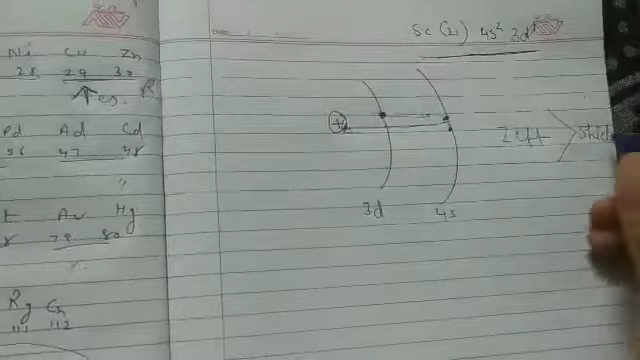 Ni Cu Zn
28 29 30
Pd Ad Cd
47 48
Au Hg
79 80
Rg Cn
111 112
Sc (21) 4s² 3d¹
+
3d 4s
Zeff >